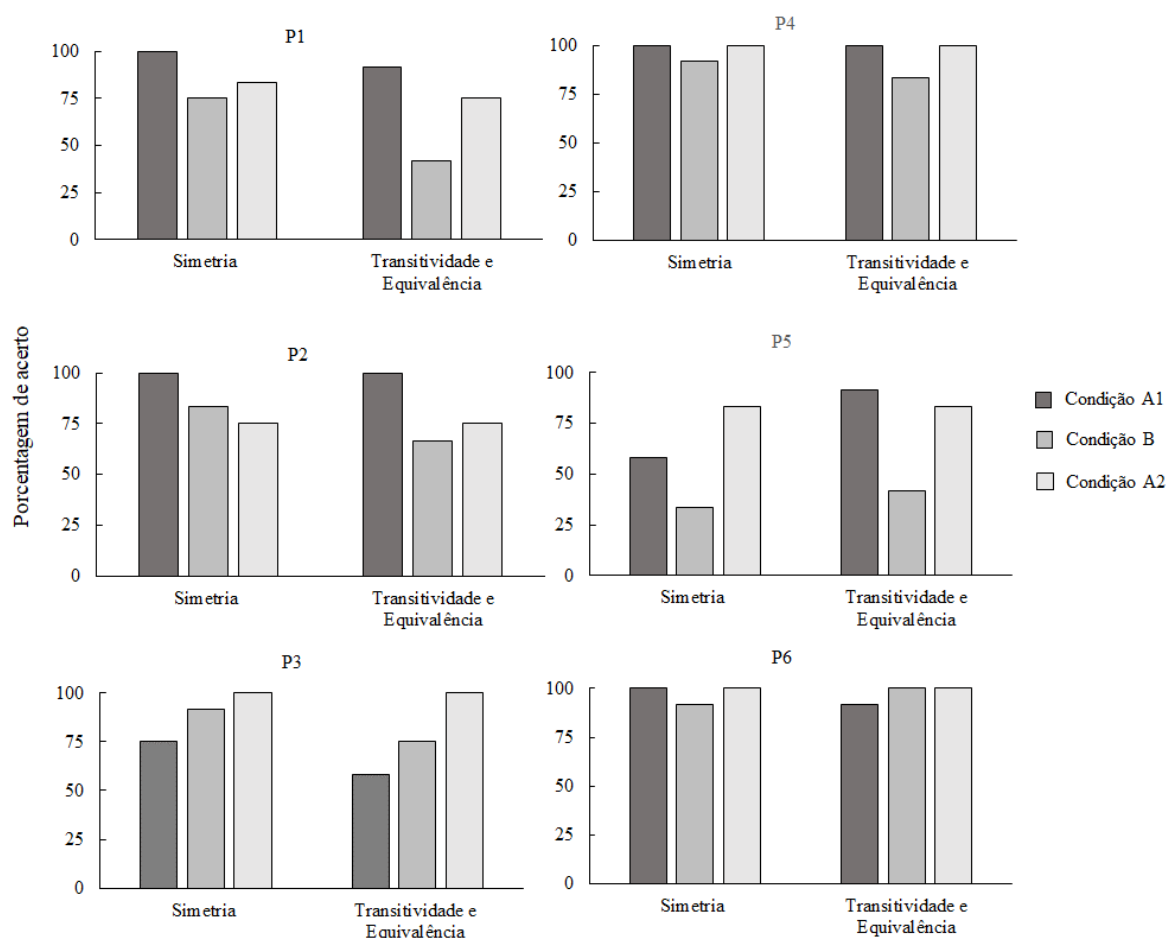 P1
100
75
50
25
0
Simetria
Transitividade e
Equivalência
P4
100
75
50
25
0
Simetria
Transitividade e
Equivalência
Porcentagem de acerto
P2
100
75
50
25
0
Simetria
Transitividade e
Equivalência
P5
100
75
50
25
0
Simetria
Transitividade e
Equivalência
Condição A1
Condição B
Condição A2
P3
100
75
50
25
0
Simetria
Transitividade e
Equivalência
P6
100
75
50
25
0
Simetria
Transitividade e
Equivalência